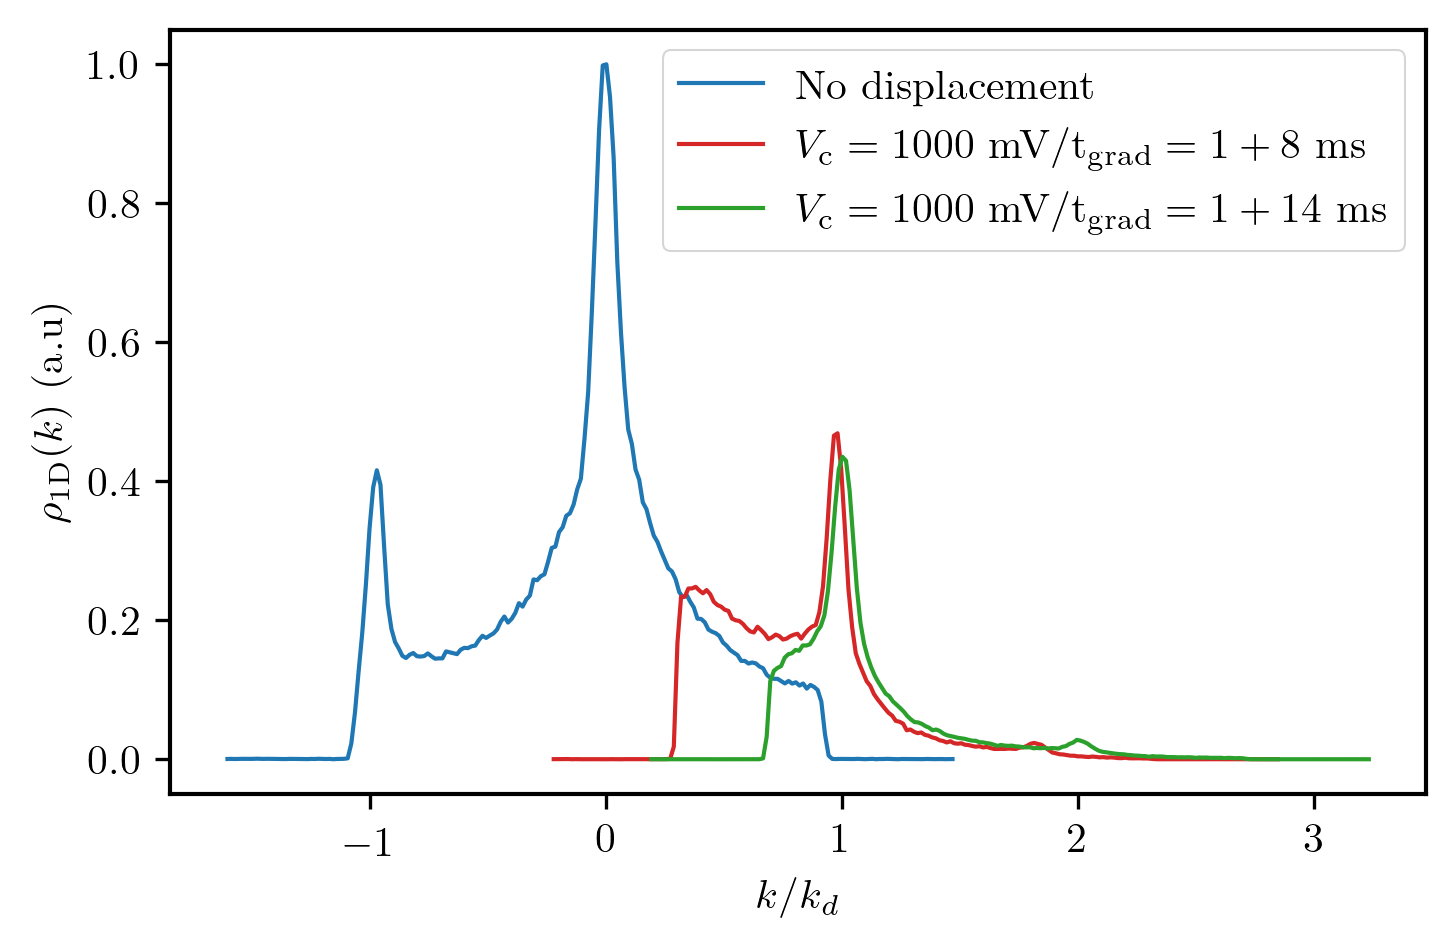 No displacement
V_c = 1000 mV/t_grad = 1 + 8 ms
V_c = 1000 mV/t_grad = 1 + 14 ms
1.0
0.8
0.6
0.4
0.2
0.0
ρ_1D(k) (a.u)
−1 0 1 2 3
k/k_d